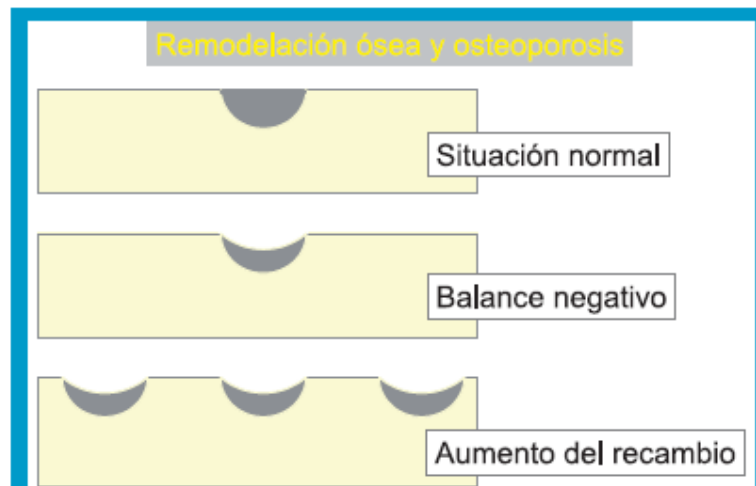 Remodelación ósea y osteoporosis
Situación normal
Balance negativo
Aumento del recambio